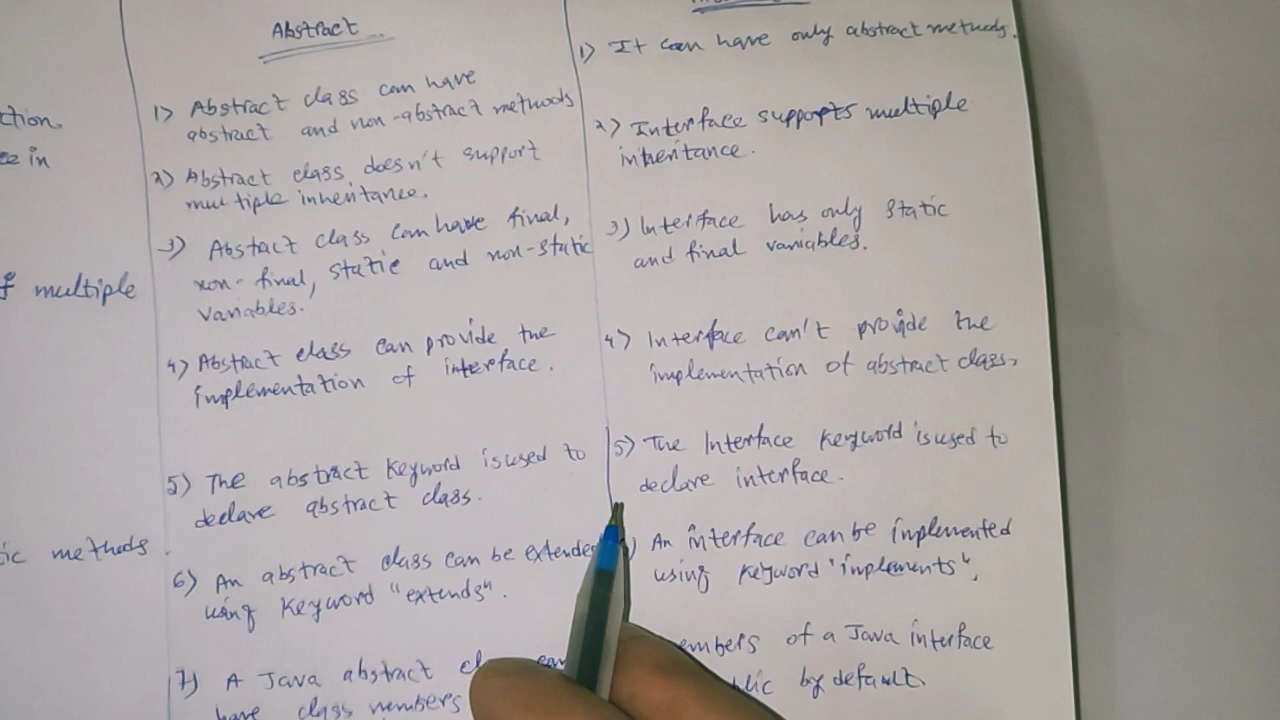 ction.
ce in
f multiple
ic methods
Abstract
1) Abstract class can have
abstract and non-abstract methods
2) Abstract class doesn't support
multiple inheritance.
3) Abstract class can have final,
non-final, static and non-static
variables.
4) Abstract class can provide the
implementation of interface.
5) The abstract keyword is used to
declare abstract class.
6) An abstract class can be extended
using keyword "extends".
7) A Java abstract can
have class members
1) It can have only abstract methods.
2) Interface supports multiple
inheritance.
3) Interface has only static
and final variables.
4) Interface can't provide the
implementation of abstract class,
5) The Interface keyword is used to
declare interface.
) An interface can be implemented
using keyword "implements",
embers of a Java interface
blic by default.